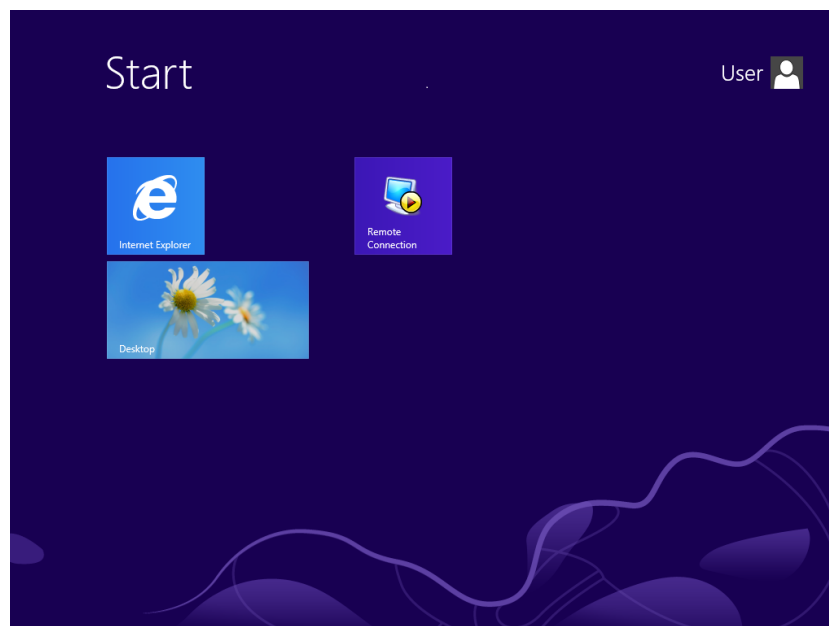 Start
User
Internet Explorer
Remote
Connection
Desktop